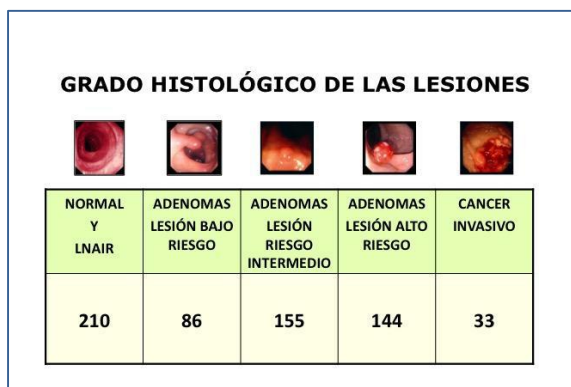 GRADO HISTOLÓGICO DE LAS LESIONES
NORMAL
Y
LNAIR
ADENOMAS
LESIÓN BAJO
RIESGO
ADENOMAS
LESIÓN
RIESGO
INTERMEDIO
ADENOMAS
LESIÓN ALTO
RIESGO
CANCER
INVASIVO
210
86
155
144
33